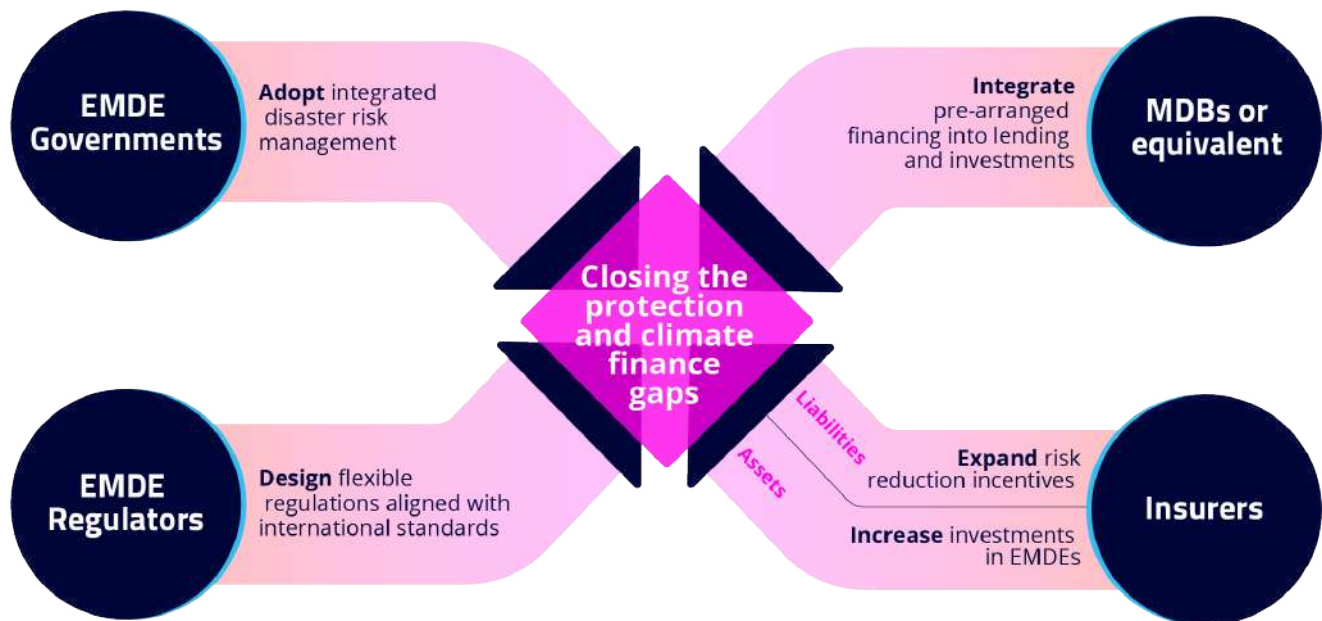 EMDE
Governments
Adopt integrated
disaster risk
management
Integrate
pre-arranged
financing into lending
and investments
MDBs or
equivalent
Closing the
protection
and climate
finance
gaps
EMDE
Regulators
Design flexible
regulations aligned with
international standards
Liabilities
Assets
Expand risk
reduction incentives
Increase investments
in EMDEs
Insurers